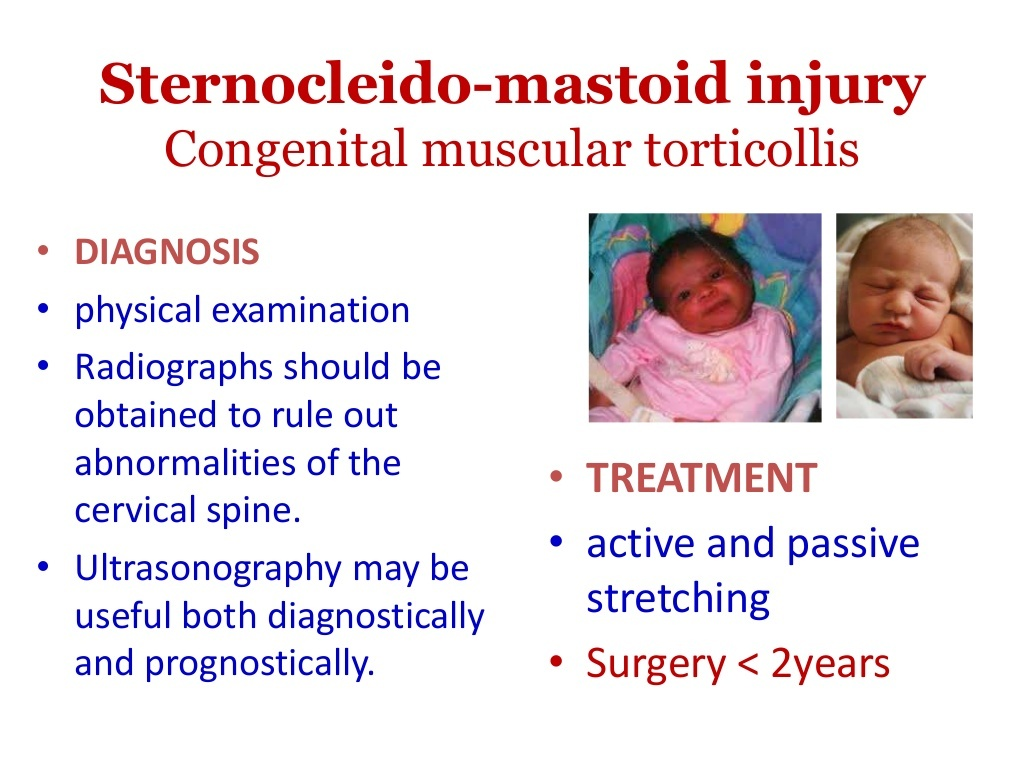 Sternocleido-mastoid injury
Congenital muscular torticollis
• DIAGNOSIS
• physical examination
• Radiographs should be
obtained to rule out
abnormalities of the
cervical spine.
• Ultrasonography may be
useful both diagnostically
and prognostically.
• TREATMENT
• active and passive
stretching
• Surgery < 2years